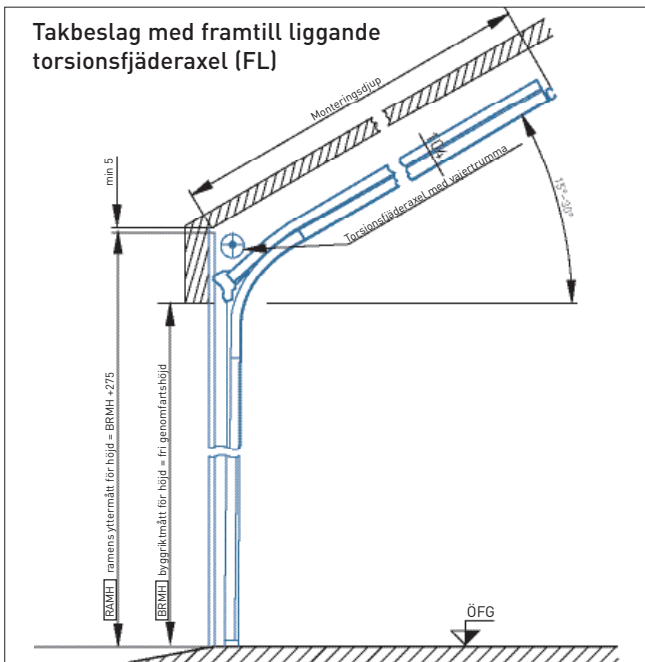 Takbeslag med framtill liggande
torsionsfjäderaxel (FL)
Monteringsdjup
min 5
104
Torsionsfjäderaxel med vajertrumma
15°-30°
RAMH ramens yttermått för höjd = BRMH +275
BRMH byggriktmått för höjd = fri genomfartshöjd
ÖFG